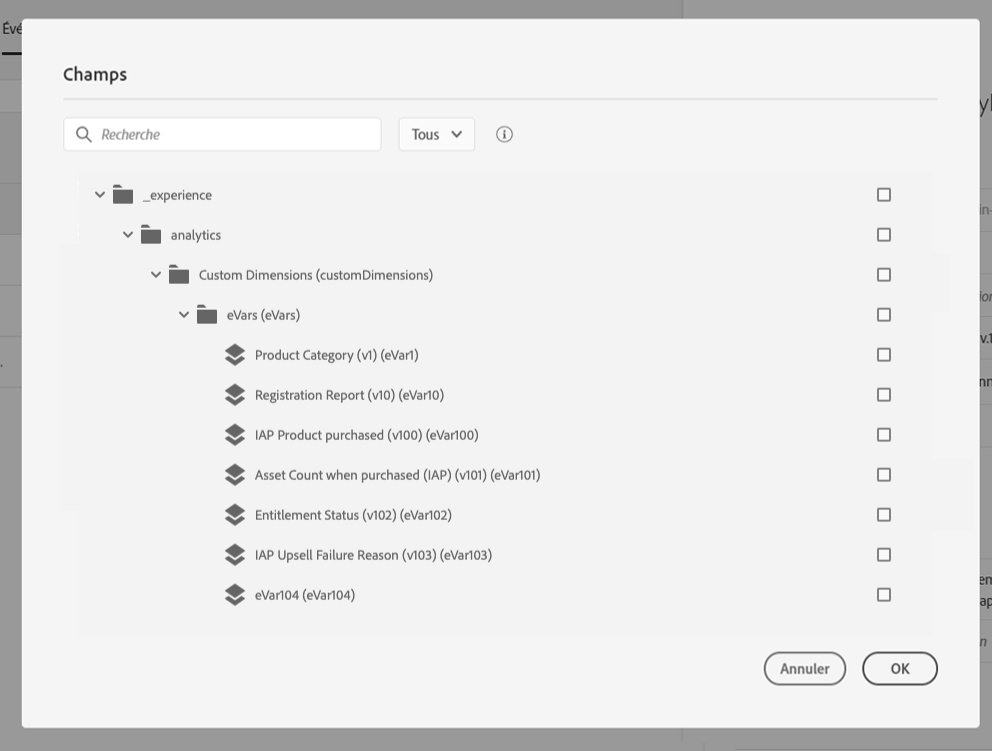 Champs
Recherche
Tous
_experience
analytics
Custom Dimensions (customDimensions)
eVars (eVars)
Product Category (v1) (eVar1)
Registration Report (v10) (eVar10)
IAP Product purchased (v100) (eVar100)
Asset Count when purchased (IAP) (v101) (eVar101)
Entitlement Status (v102) (eVar102)
IAP Upsell Failure Reason (v103) (eVar103)
eVar104 (eVar104)
Annuler OK